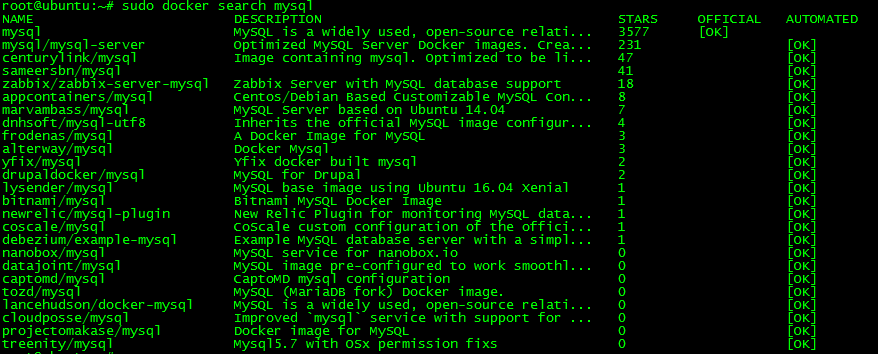 root@ubuntu:~# sudo docker search mysql
NAME DESCRIPTION STARS OFFICIAL AUTOMATED
mysql MySQL is a widely used, open-source relati... 3577 [OK]
mysql/mysql-server Optimized MySQL Server Docker images. Crea... 231 [OK]
centurylink/mysql Image containing mysql. Optimized to be li... 47 [OK]
sameersbn/mysql 41 [OK]
zabbix/zabbix-server-mysql Zabbix Server with MySQL database support 18 [OK]
appcontainers/mysql Centos/Debian Based Customizable MySQL Con... 8 [OK]
marvambass/mysql MySQL Server based on Ubuntu 14.04 7 [OK]
dnhsoft/mysql-utf8 Inherits the official MySQL image configur... 4 [OK]
frodenas/mysql A Docker Image for MySQL 3 [OK]
alterway/mysql Docker Mysql 3 [OK]
yfix/mysql Yfix docker built mysql 2 [OK]
drupaldocker/mysql MySQL for Drupal 2 [OK]
lysender/mysql MySQL base image using Ubuntu 16.04 Xenial 1 [OK]
bitnami/mysql Bitnami MySQL Docker Image 1 [OK]
newrelic/mysql-plugin New Relic Plugin for monitoring MySQL data... 1 [OK]
coscale/mysql CoScale custom configuration of the offici... 1 [OK]
debezium/example-mysql Example MySQL database server with a simpl... 1 [OK]
nanobox/mysql MySQL service for nanobox.io 0 [OK]
datajoint/mysql MySQL image pre-configured to work smoothl... 0 [OK]
captomd/mysql CaptoMD mysql configuration 0 [OK]
tozd/mysql MySQL (MariaDB fork) Docker image. 0 [OK]
lancehudson/docker-mysql MySQL is a widely used, open-source relati... 0 [OK]
cloudposse/mysql Improved `mysql` service with support for ... 0 [OK]
projectomakase/mysql Docker image for MySQL 0 [OK]
treenity/mysql Mysql5.7 with OSx permission fixs 0 [OK]